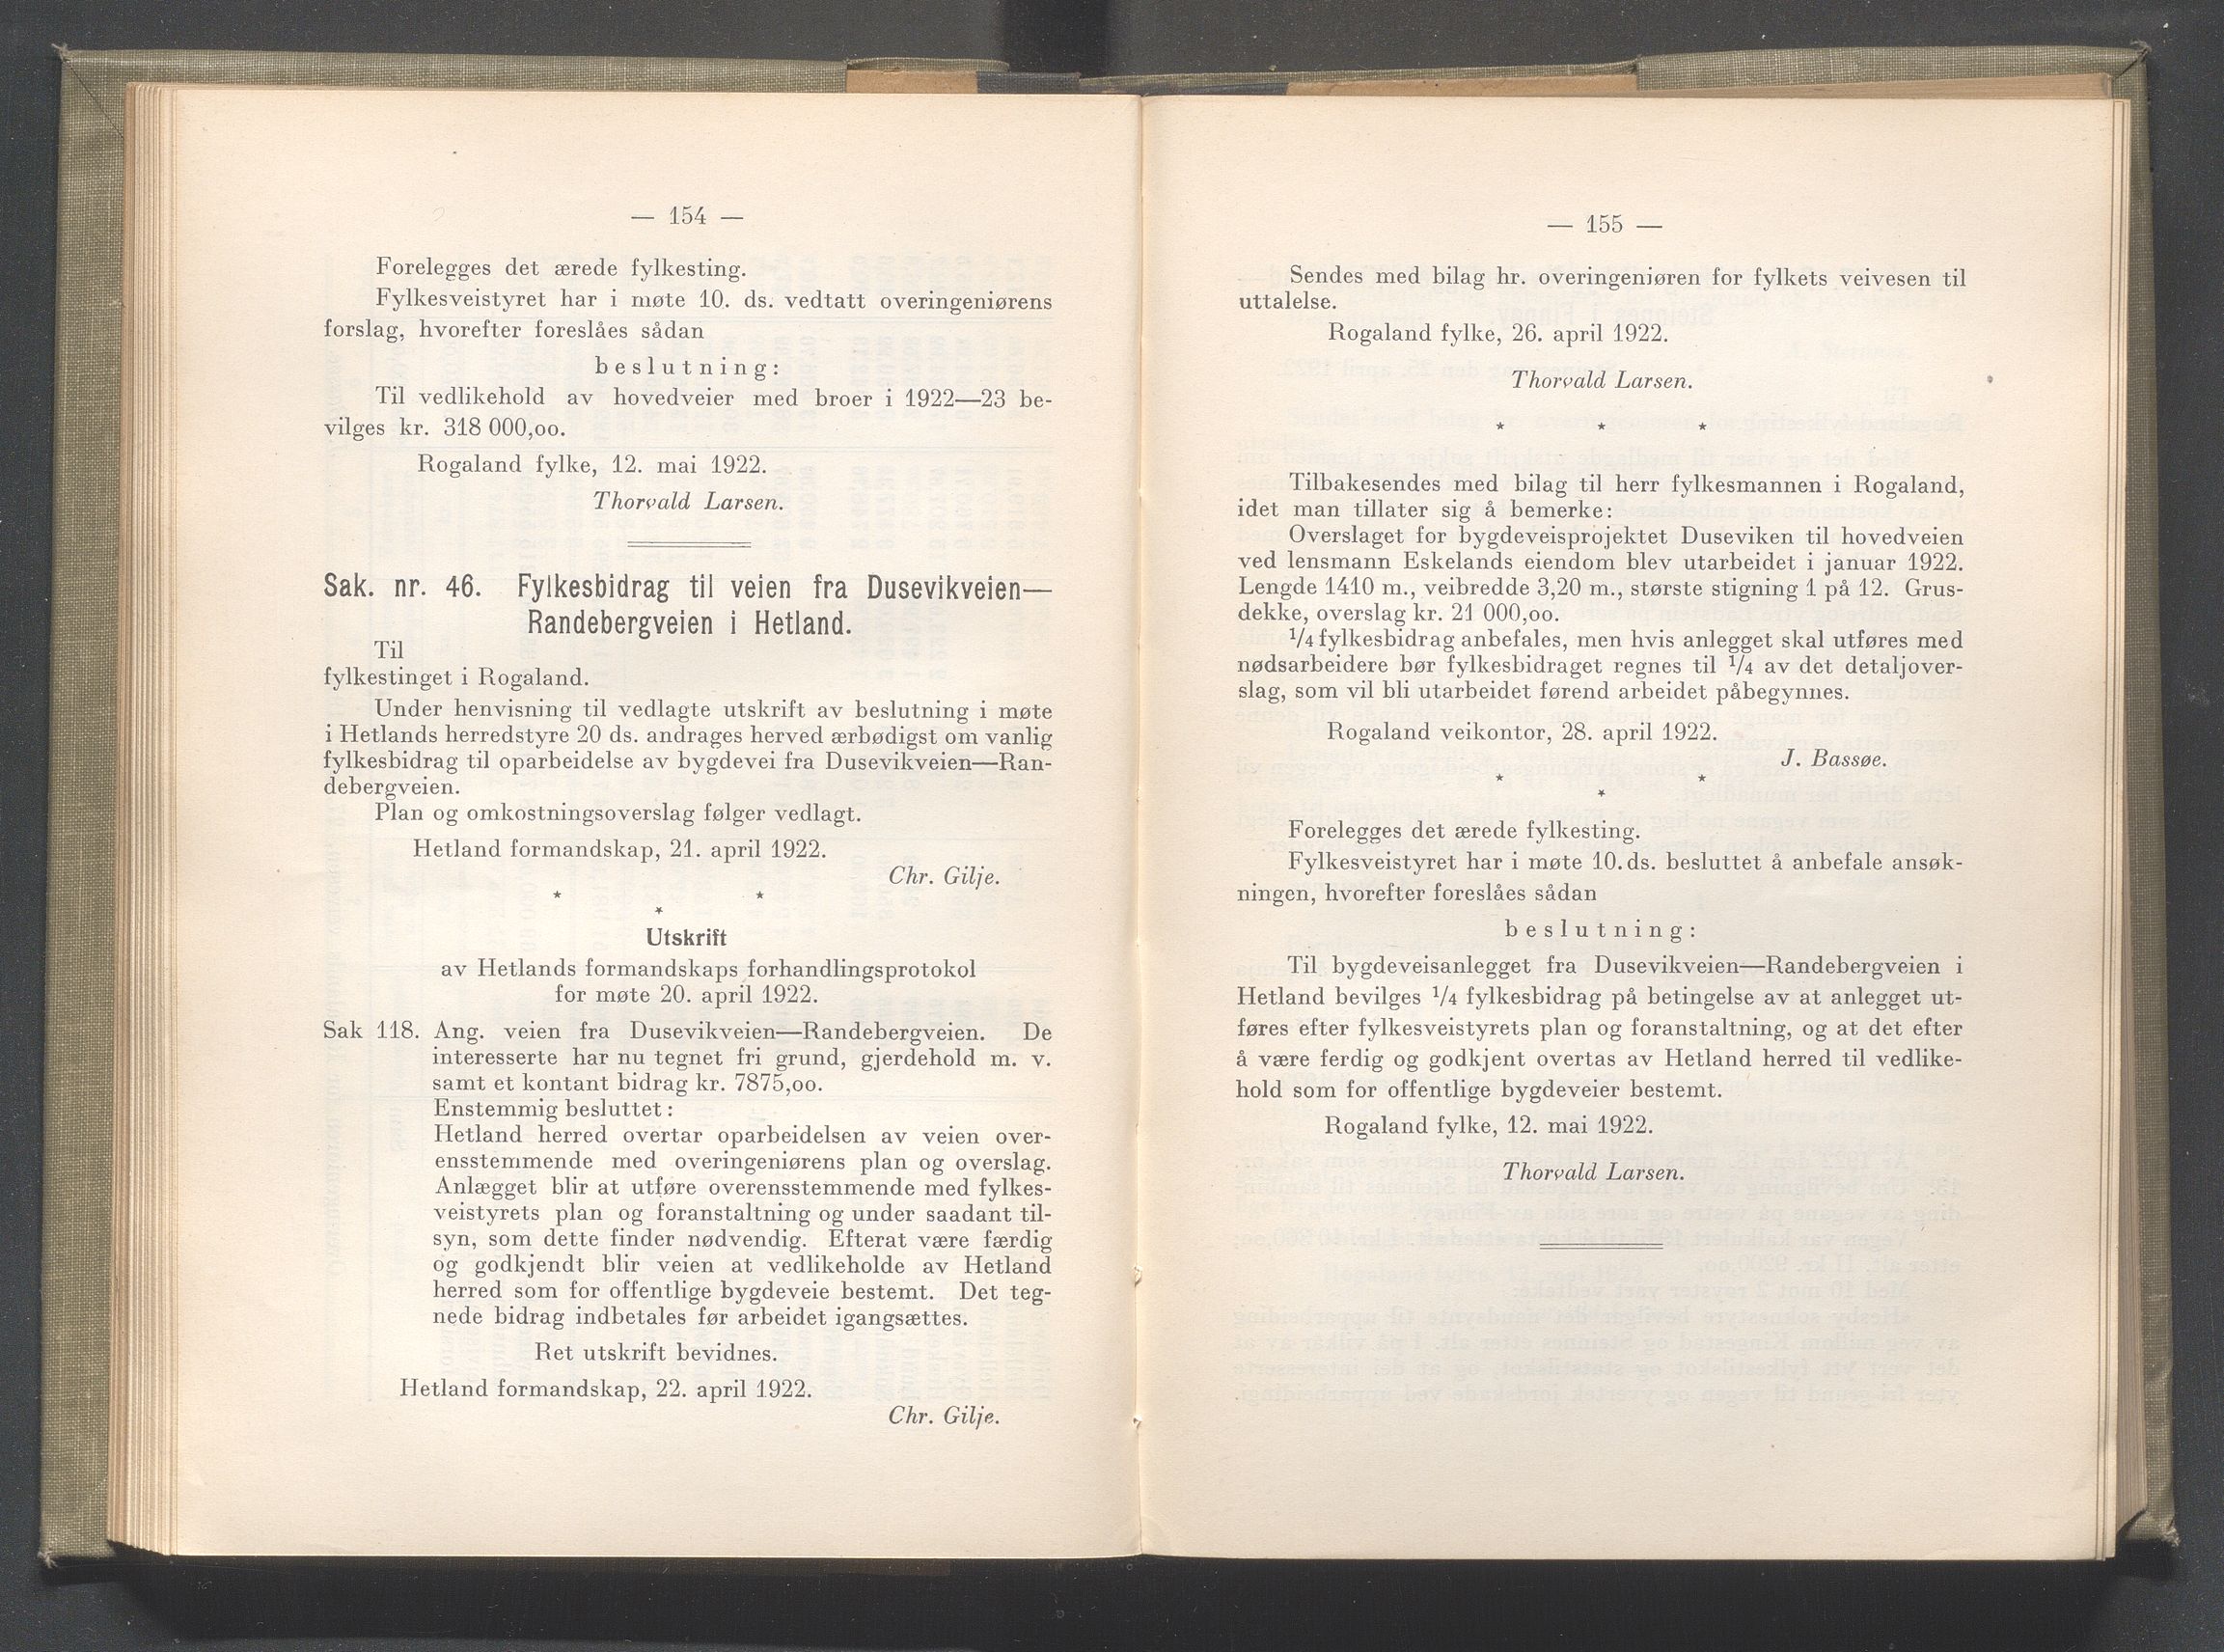 — 154 —
Forelegges det ærede fylkesting.
Fylkesveistyret har i møte 10. ds. vedtatt overingeniørens
forslag, hvorefter foreslåes sådan
beslutning:
Til vedlikehold av hovedveier med broer i 1922—23 be-
vilges kr. 318 000,oo.
Rogaland fylke, 12. mai 1922.
Thorvald Larsen.
Sak. nr. 46. Fylkesbidrag til veien fra Dusevikveien—
Randebergveien i Hetland.
Til
fylkestinget i Rogaland.
Under henvisning til vedlagte utskrift av beslutning i møte
i Hetlands herredstyre 20 ds. andrages herved ærbødigst om vanlig
fylkesbidrag til oparbeidelse av bygdevei fra Dusevikveien—Ran-
debergveien.
Plan og omkostningsoverslag følger vedlagt.
Hetland formandskap, 21. april 1922.
Chr. Gilje.
* * *
Utskrift
av Hetlands formandskaps forhandlingsprotokol
for møte 20. april 1922.
Sak 118. Ang. veien fra Dusevikveien—Randebergveien. De
interesserte har nu tegnet fri grund, gjerdehold m. v.
samt et kontant bidrag kr. 7875,oo.
Enstemmig besluttet:
Hetland herred overtar oparbeidelsen av veien over-
ensstemmende med overingeniørens plan og overslag.
Anlægget blir at utføre overensstemmende med fylkes-
veistyrets plan og foranstaltning og under saadant til-
syn, som dette finder nødvendig. Efterat være færdig
og godkjendt blir veien at vedlikeholde av Hetland
herred som for offentlige bygdeveie bestemt. Det teg-
nede bidrag indbetales før arbeidet igangsættes.
Ret utskrift bevidnes.
Hetland formandskap, 22. april 1922.
Chr. Gilje.
— 155 —
Sendes med bilag hr. overingeniøren for fylkets veivesen til
uttalelse.
Rogaland fylke, 26. april 1922.
Thorvald Larsen.
* * *
Tilbakesendes med bilag til herr fylkesmannen i Rogaland,
idet man tillater sig å bemerke:
Overslaget for bygdeveisprojektet Duseviken til hovedveien
ved lensmann Eskelands eiendom blev utarbeidet i januar 1922.
Lengde 1410 m., veibredde 3,20 m., største stigning 1 på 12. Grus-
dekke, overslag kr. 21 000,oo.
1/4 fylkesbidrag anbefales, men hvis anlegget skal utføres med
nødsarbeidere bør fylkesbidraget regnes til 1/4 av det detaljover-
slag, som vil bli utarbeidet førend arbeidet påbegynnes.
Rogaland veikontor, 28. april 1922.
J. Bassøe.
* * *
Forelegges det ærede fylkesting.
Fylkesveistyret har i møte 10. ds. besluttet å anbefale ansøk-
ningen, hvorefter foreslåes sådan
beslutning:
Til bygdeveisanlegget fra Dusevikveien—Randebergveien i
Hetland bevilges 1/4 fylkesbidrag på betingelse av at anlegget ut-
føres efter fylkesveistyrets plan og foranstaltning, og at det efter
å være ferdig og godkjent overtas av Hetland herred til vedlike-
hold som for offentlige bygdeveier bestemt.
Rogaland fylke, 12. mai 1922.
Thorvald Larsen.